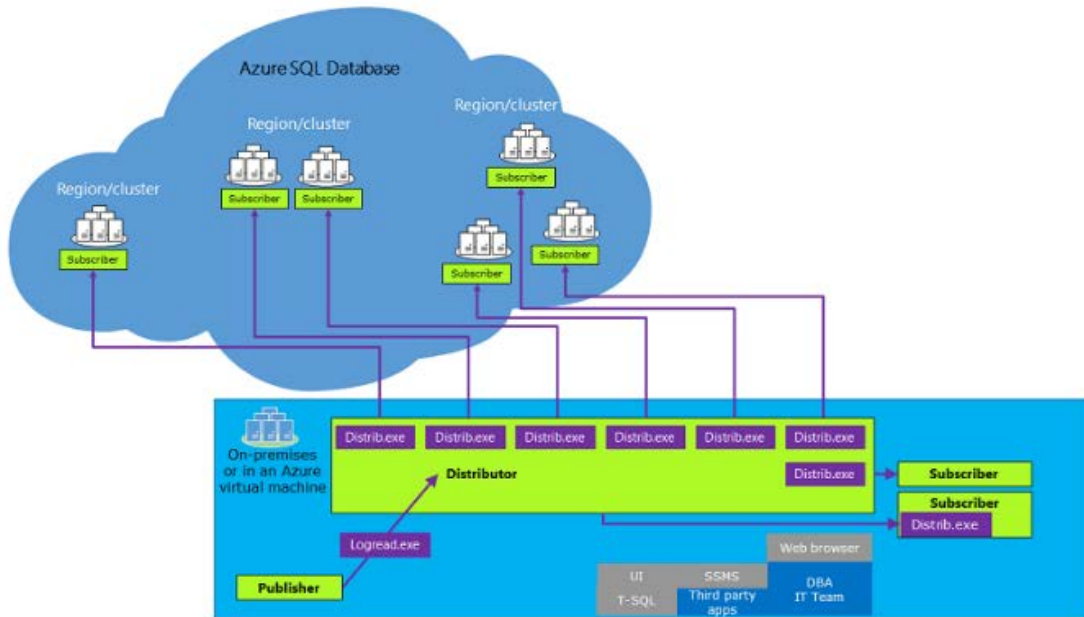 Azure SQL Database
Region/cluster
Region/cluster
Region/cluster
Subscriber
Subscriber
Subscriber
Subscriber
Subscriber
Subscriber
On-premises
or in an Azure
virtual machine
Distrib.exe
Distrib.exe
Distrib.exe
Distrib.exe
Distrib.exe
Distrib.exe
Distributor
Distrib.exe
Subscriber
Subscriber
Distrib.exe
Logread.exe
Publisher
Web browser
UI
SSMS
DBA
IT Team
T-SQL
Third party
apps